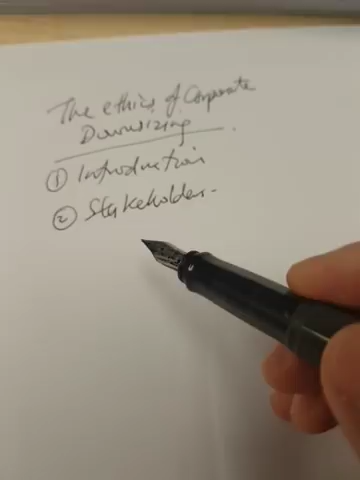 The ethics of Corporate
Downsizing
① Introduction
② Stakeholders